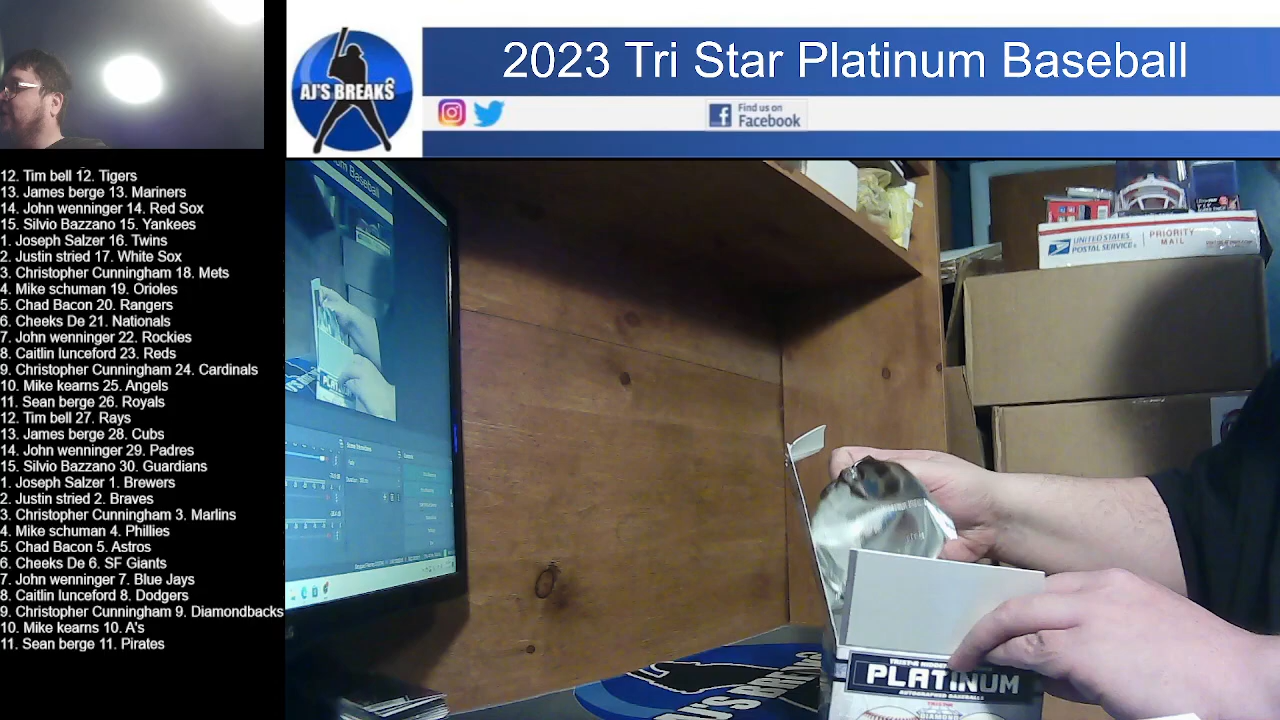 2023 Tri Star Platinum Baseball
AJ'S BREAKS
Find us on
Facebook
12. Tim bell 12. Tigers
13. James berge 13. Mariners
14. John wenninger 14. Red Sox
15. Silvio Bazzano 15. Yankees
1. Joseph Salzer 16. Twins
2. Justin stried 17. White Sox
3. Christopher Cunningham 18. Mets
4. Mike schuman 19. Orioles
5. Chad Bacon 20. Rangers
6. Cheeks De 21. Nationals
7. John wenninger 22. Rockies
8. Caitlin lunceford 23. Reds
9. Christopher Cunningham 24. Cardinals
10. Mike kearns 25. Angels
11. Sean berge 26. Royals
12. Tim bell 27. Rays
13. James berge 28. Cubs
14. John wenninger 29. Padres
15. Silvio Bazzano 30. Guardians
1. Joseph Salzer 1. Brewers
2. Justin stried 2. Braves
3. Christopher Cunningham 3. Marlins
4. Mike schuman 4. Phillies
5. Chad Bacon 5. Astros
6. Cheeks De 6. SF Giants
7. John wenninger 7. Blue Jays
8. Caitlin lunceford 8. Dodgers
9. Christopher Cunningham 9. Diamondbacks
10. Mike kearns 10. A's
11. Sean berge 11. Pirates
UNITED STATES
POSTAL SERVICE
PRIORITY
MAIL
PLATINUM
AUTOGRAPHED BASEBALLS
AJ'S BREAKS